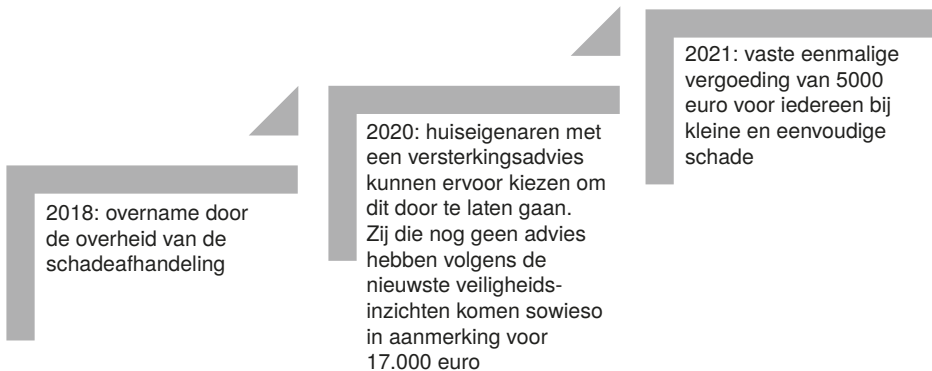 2018: overname door
de overheid van de
schadeafhandeling
2020: huiseigenaren met
een versterkingsadvies
kunnen ervoor kiezen om
dit door te laten gaan.
Zij die nog geen advies
hebben volgens de
nieuwste veiligheids-
inzichten komen sowieso
in aanmerking voor
17.000 euro
2021: vaste eenmalige
vergoeding van 5000
euro voor iedereen bij
kleine en eenvoudige
schade